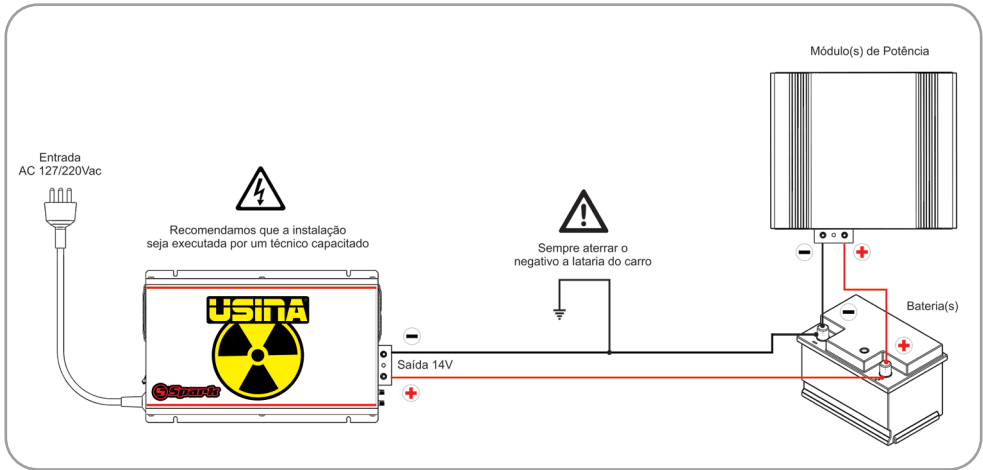 Módulo(s) de Potência
Entrada
AC 127/220Vac
Recomendamos que a instalação
seja executada por um técnico capacitado
Sempre aterrar o
negativo a lataria do carro
Bateria(s)
USINA
Spark
Saída 14V